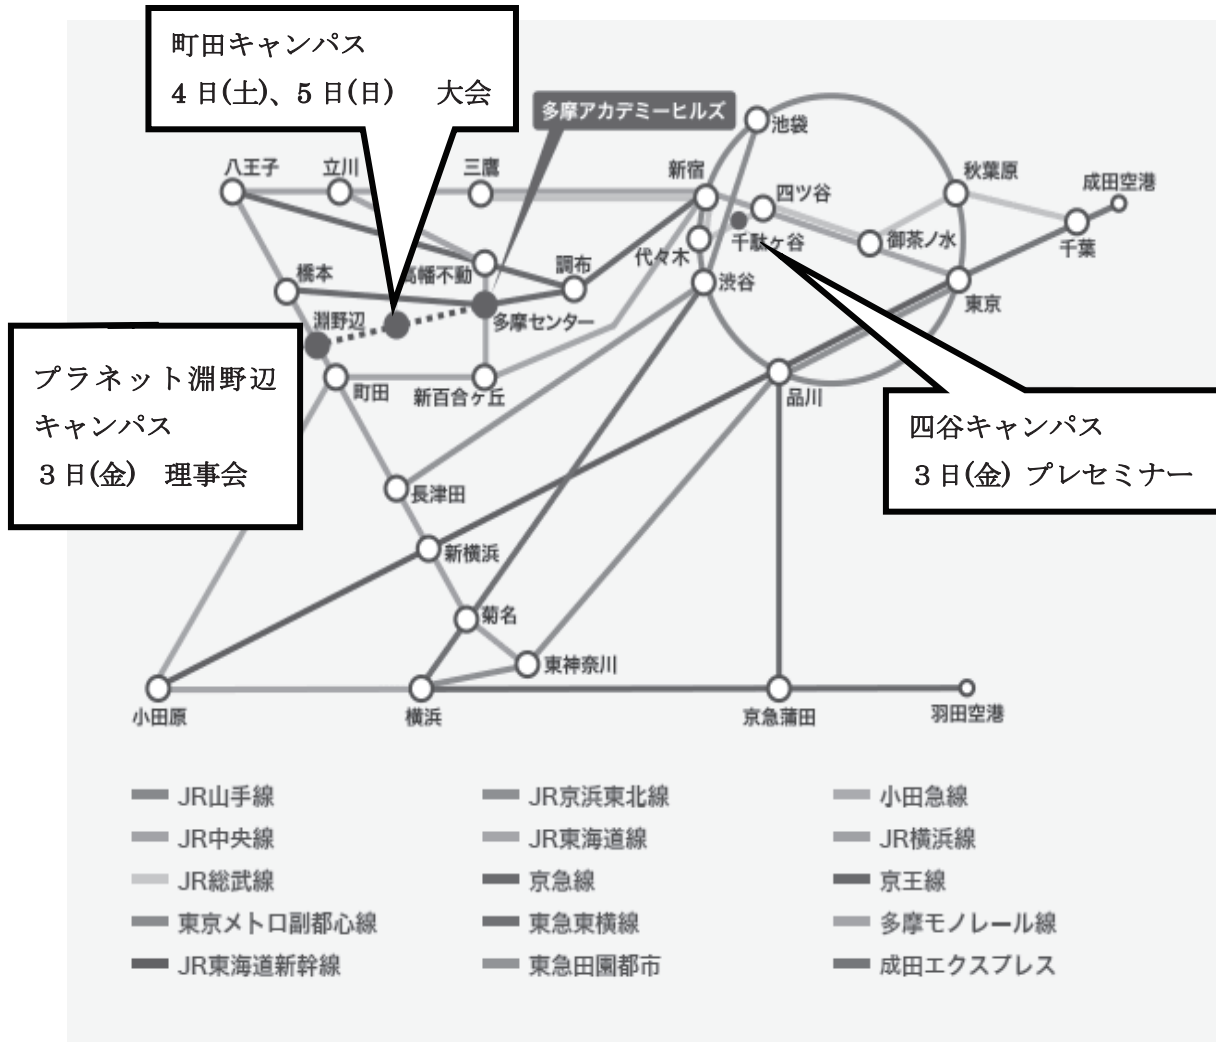 町田キャンパス
4日(土)、5日(日)　大会
多摩アカデミーヒルズ
池袋
八王子
立川
三鷹
新宿
四ツ谷
秋葉原
成田空港
千駄ヶ谷
御茶ノ水
千葉
代々木
高幡不動
調布
橋本
渋谷
東京
淵野辺
多摩センター
プラネット淵野辺
キャンパス
3日(金)　理事会
町田
新百合ヶ丘
品川
四谷キャンパス
3日(金) プレセミナー
長津田
新横浜
菊名
東神奈川
小田原
横浜
京急蒲田
羽田空港
JR山手線
JR京浜東北線
小田急線
JR中央線
JR東海道線
JR横浜線
JR総武線
京急線
京王線
東京メトロ副都心線
東急東横線
多摩モノレール線
JR東海道新幹線
東急田園都市
成田エクスプレス